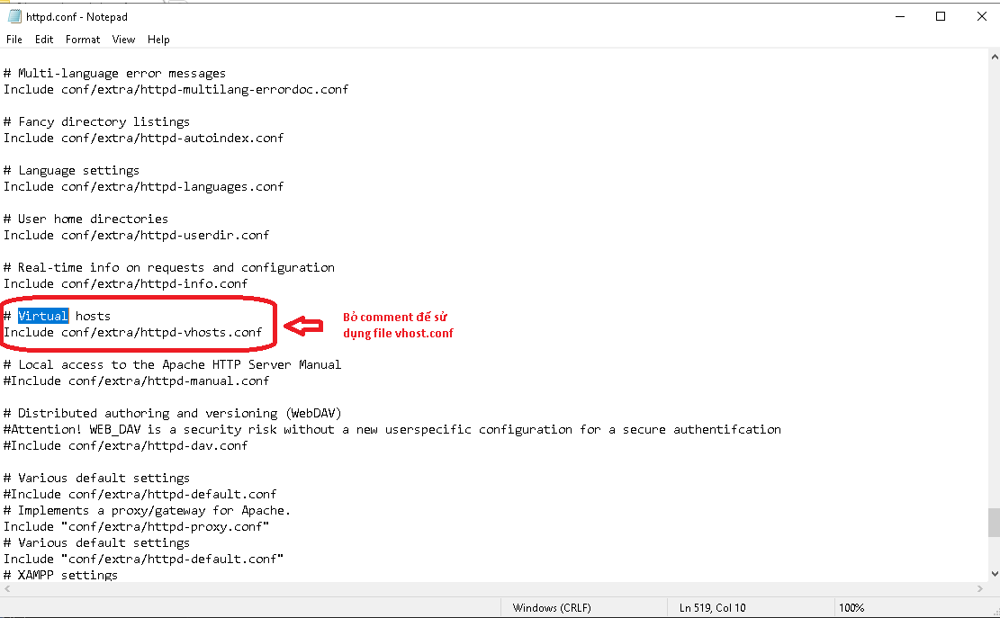 httpd.conf - Notepad
File Edit Format View Help
# Multi-language error messages
Include conf/extra/httpd-multilang-errordoc.conf
# Fancy directory listings
Include conf/extra/httpd-autoindex.conf
# Language settings
Include conf/extra/httpd-languages.conf
# User home directories
Include conf/extra/httpd-userdir.conf
# Real-time info on requests and configuration
Include conf/extra/httpd-info.conf
# Virtual hosts
Include conf/extra/httpd-vhosts.conf
Bỏ comment để sử
dụng file vhost.conf
# Local access to the Apache HTTP Server Manual
#Include conf/extra/httpd-manual.conf
# Distributed authoring and versioning (WebDAV)
#Attention! WEB_DAV is a security risk without a new userspecific configuration for a secure authentifcation
#Include conf/extra/httpd-dav.conf
# Various default settings
#Include conf/extra/httpd-default.conf
# Implements a proxy/gateway for Apache.
Include "conf/extra/httpd-proxy.conf"
# Various default settings
Include "conf/extra/httpd-default.conf"
# XAMPP settings
Windows (CRLF) Ln 519, Col 10 100%